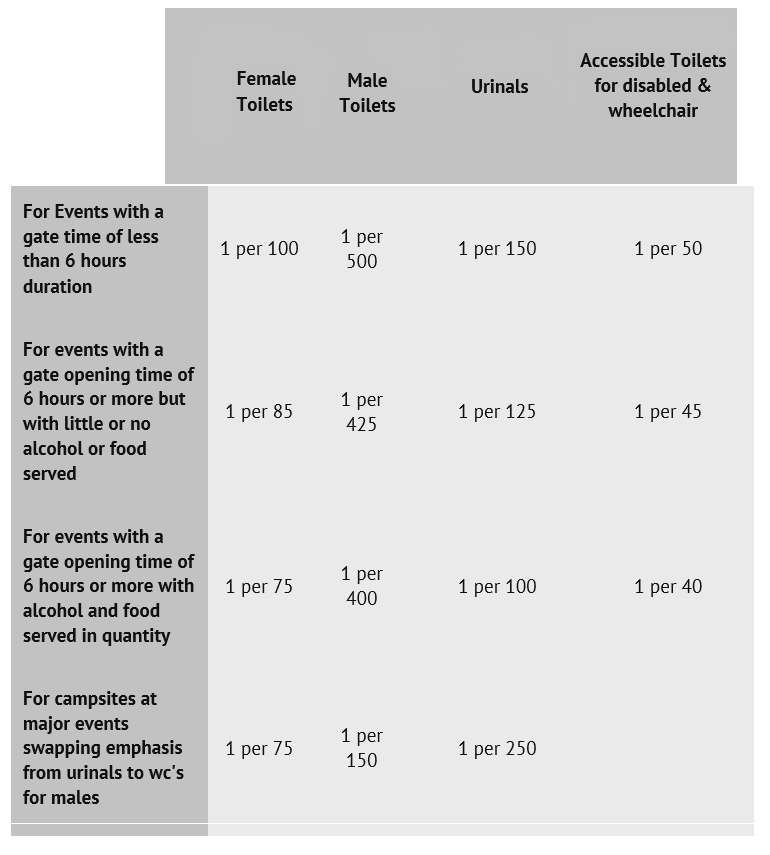 Female
Toilets
Male
Toilets
Urinals
Accessible Toilets
for disabled &
wheelchair
For Events with a
gate time of less
than 6 hours
duration
1 per 100
1 per
500
1 per 150
1 per 50
For events with a
gate opening time of
6 hours or more but
with little or no
alcohol or food
served
1 per 85
1 per
425
1 per 125
1 per 45
For events with a
gate opening time of
6 hours or more with
alcohol and food
served in quantity
1 per 75
1 per
400
1 per 100
1 per 40
For campsites at
major events
swapping emphasis
from urinals to wc's
for males
1 per 75
1 per
150
1 per 250